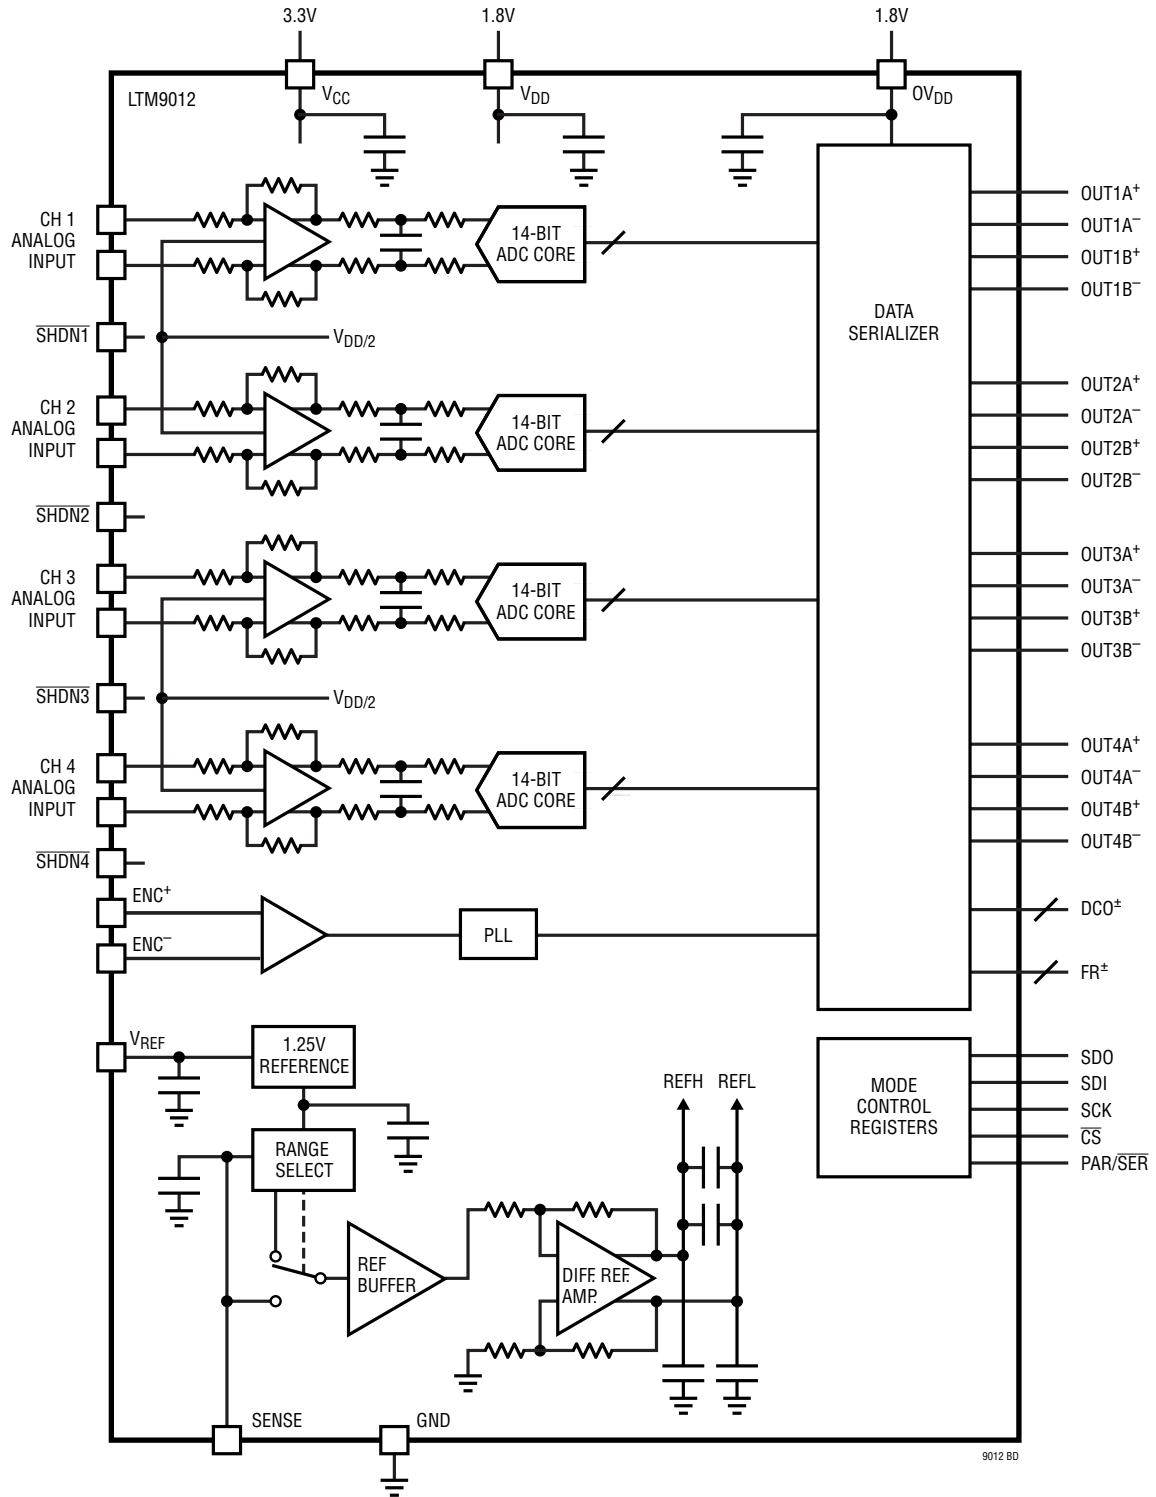 3.3V
1.8V
1.8V
LTM9012
VCC
VDD
OVDD
CH 1
ANALOG
INPUT
14-BIT
ADC CORE
DATA
SERIALIZER
OUT1A+
OUT1A–
OUT1B+
OUT1B–
SHDN1
VDD/2
CH 2
ANALOG
INPUT
14-BIT
ADC CORE
OUT2A+
OUT2A–
OUT2B+
OUT2B–
SHDN2
CH 3
ANALOG
INPUT
14-BIT
ADC CORE
OUT3A+
OUT3A–
OUT3B+
OUT3B–
SHDN3
VDD/2
CH 4
ANALOG
INPUT
14-BIT
ADC CORE
OUT4A+
OUT4A–
OUT4B+
OUT4B–
SHDN4
ENC+
ENC–
PLL
DCO±
FR±
VREF
1.25V
REFERENCE
RANGE
SELECT
REFH
REFL
MODE
CONTROL
REGISTERS
SDO
SDI
SCK
CS
PAR/SER
REF
BUFFER
DIFF. REF.
AMP.
SENSE
GND
9012 BD